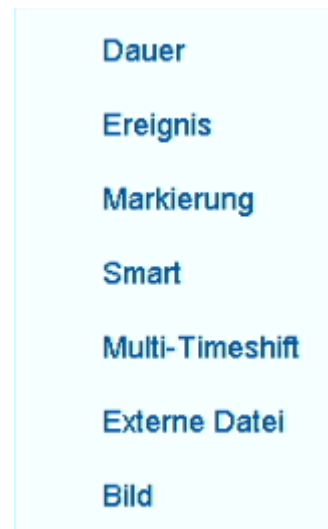 Dauer
Ereignis
Markierung
Smart
Multi-Timeshift
Externe Datei
Bild